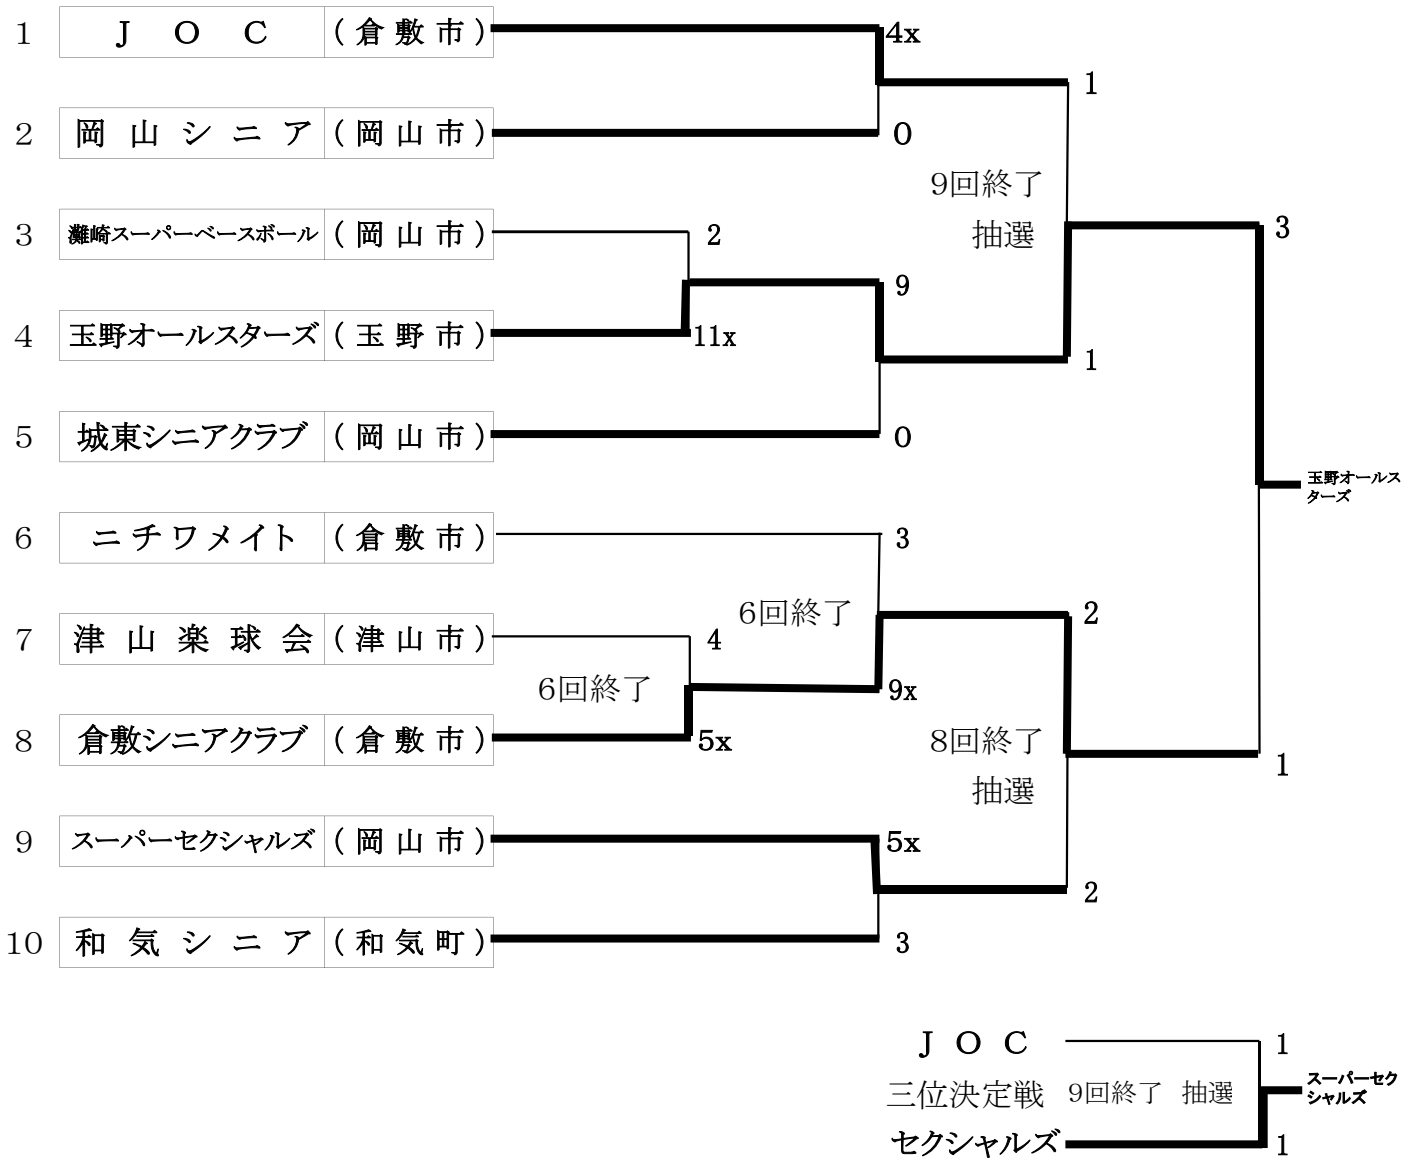 1 J O C (倉敷市) 4x
1
2 岡山シニア (岡山市) 0
9回終了
抽選
3 灘崎スーパーベースボール (岡山市) 2
3
9
4 玉野オールスターズ (玉野市) 11x
1
5 城東シニアクラブ (岡山市) 0
玉野オールス
ターズ
6 ニチワメイト (倉敷市) 3
6回終了
2
7 津山楽球会 (津山市) 4
6回終了
9x
8 倉敷シニアクラブ (倉敷市) 5x
8回終了
抽選
1
9 スーパーセクシャルズ (岡山市) 5x
2
10 和気シニア (和気町) 3
J O C 1
三位決定戦 9回終了 抽選
スーパーセク
シャルズ
セクシャルズ 1